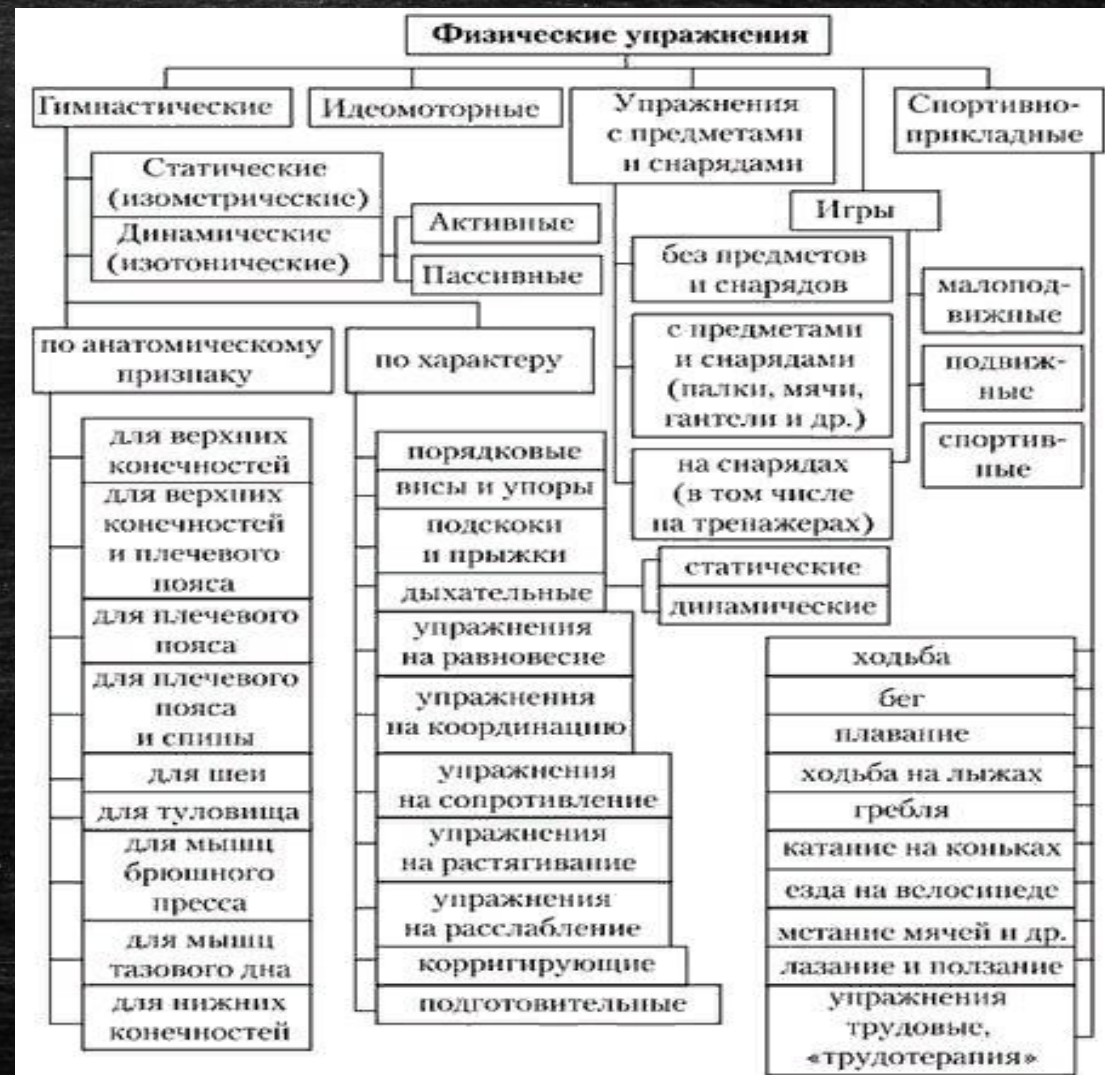 Физические упражнения
Гимнастические
Идеомоторные
Упражнения
с предметами
и снарядами
Спортивно-
прикладные
Статические
(изометрические)
Динамические
(изотонические)
Активные
Пассивные
Игры
без предметов
и снарядов
с предметами
и снарядами
(палки, мячи,
гантели и др.)
на снарядах
(в том числе
на тренажерах)
малопод-
вижные
подвиж-
ные
спортив-
ные
по анатомическому
признаку
по характеру
для верхних
конечностей
для верхних
конечностей
и плечевого
пояса
для плечевого
пояса
для плечевого
пояса
и спины
для шеи
для туловища
для мышц
брюшного
пресса
для мышц
тазового дна
для нижних
конечностей
порядковые
висы и упоры
подскоки
и прыжки
дыхательные
статические
динамические
упражнения
на равновесие
упражнения
на координацию
упражнения
на сопротивление
упражнения
на растягивание
упражнения
на расслабление
корригирующие
подготовительные
ходьба
бег
плавание
ходьба на лыжах
гребля
катание на коньках
езда на велосипеде
метание мячей и др.
лазание и ползание
упражнения
трудовые,
«трудотерапия»